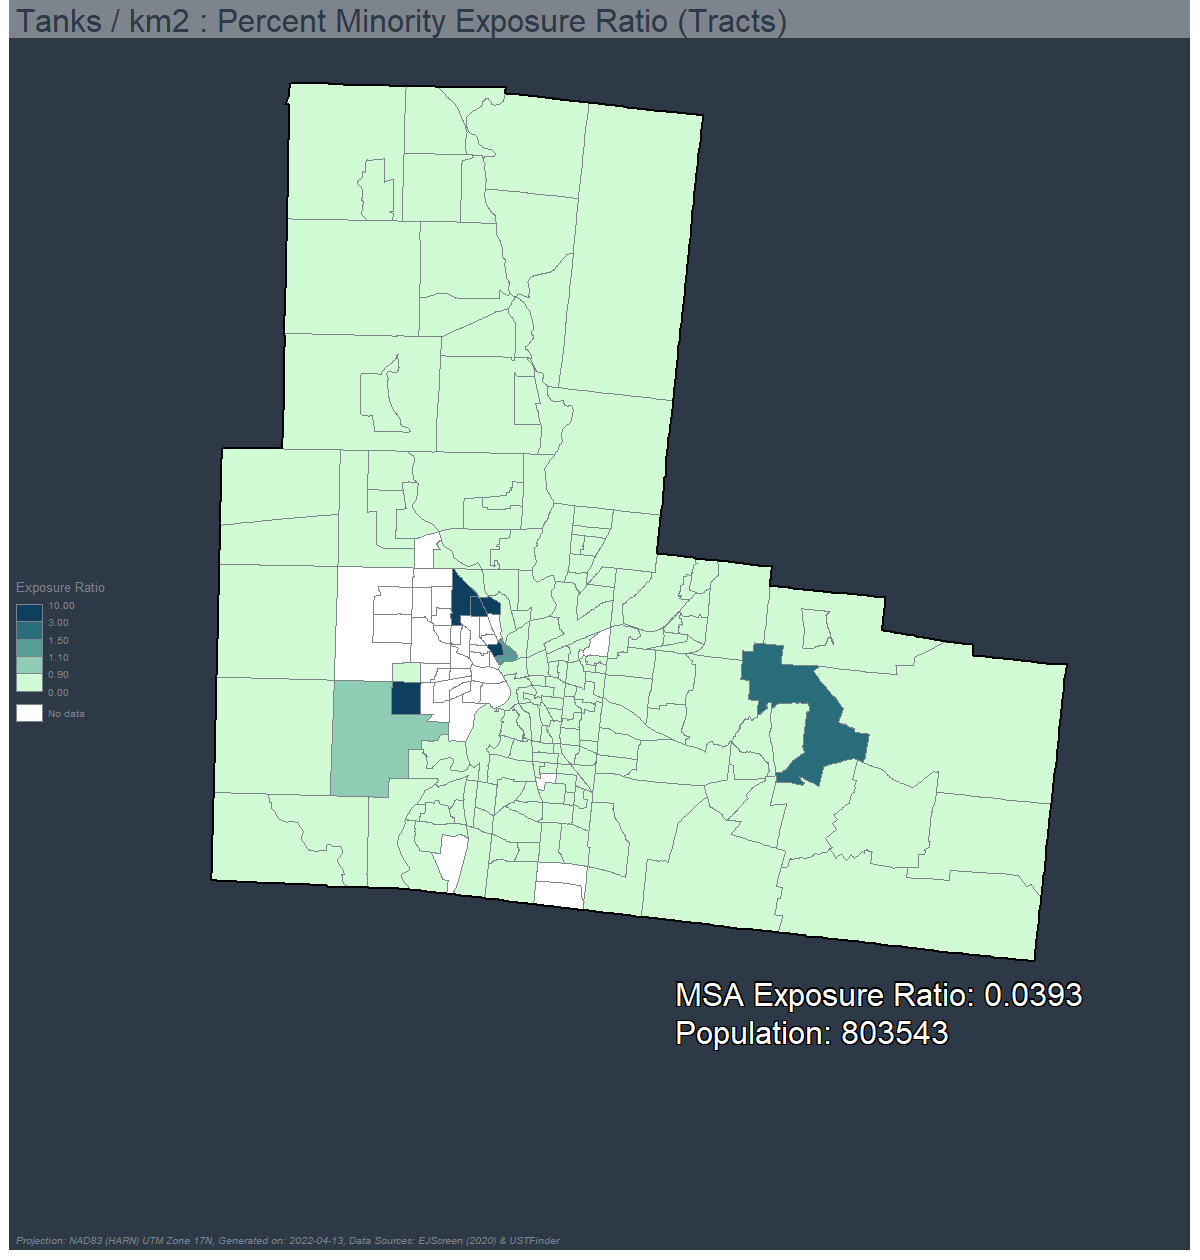 Tanks / km2 : Percent Minority Exposure Ratio (Tracts)
Exposure Ratio
10.00
3.00
1.50
1.10
0.90
0.00
No data
MSA Exposure Ratio: 0.0393
Population: 803543
Projection: NAD83 (HARN) UTM Zone 17N, Generated on: 2022-04-13, Data Sources: EJScreen (2020) & USTFinder